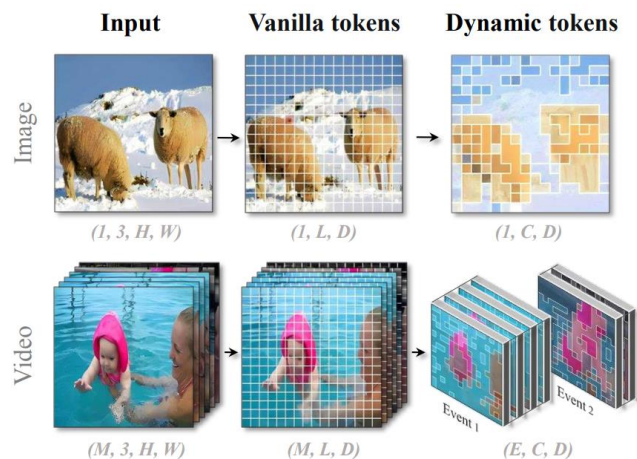 Input Vanilla tokens Dynamic tokens
Image
(1, 3, H, W) (1, L, D) (1, C, D)
Video
Event 1 Event 2
(M, 3, H, W) (M, L, D) (E, C, D)